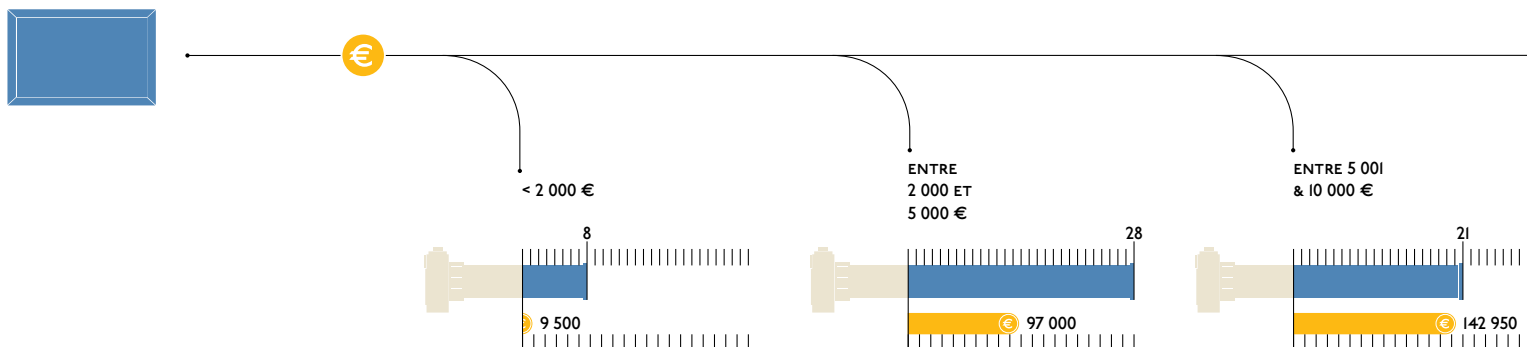 €
< 2 000 €
8
€ 9 500
ENTRE
2 000 ET
5 000 €
28
€ 97 000
ENTRE 5 001
& 10 000 €
21
€ 142 950